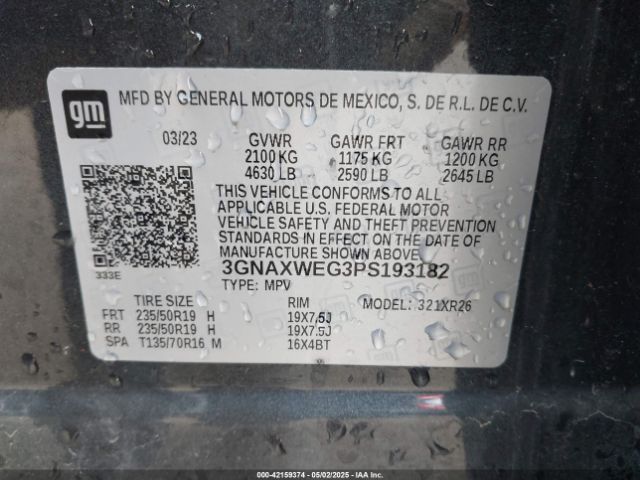 gm
MFD BY GENERAL MOTORS DE MEXICO, S. DE R.L. DE C.V.
03/23 GVWR GAWR FRT GAWR RR
2100 KG 1175 KG 1200 KG
4630 LB 2590 LB 2645 LB
THIS VEHICLE CONFORMS TO ALL
APPLICABLE U.S. FEDERAL MOTOR
VEHICLE SAFETY AND THEFT PREVENTION
STANDARDS IN EFFECT ON THE DATE OF
MANUFACTURE SHOWN ABOVE.
333E
3GNAXWEG3PS193182
TYPE: MPV
TIRE SIZE RIM MODEL: 321XR26
FRT 235/50R19 H 19X7.5J
RR 235/50R19 H 19X7.5J
SPA T135/70R16 M 16X4BT
000-42159374 | 05/02/2025 | IAAI.COM